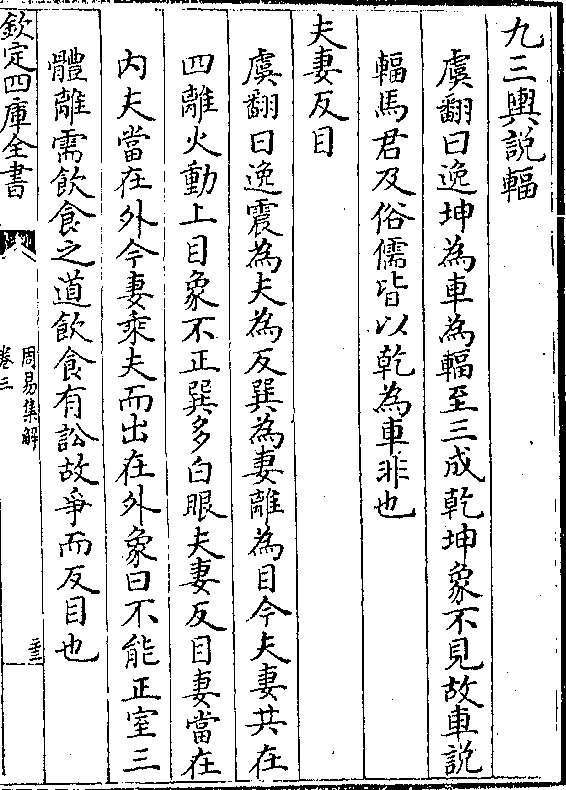 九三輿説輻
虞翻曰逸坤為車為輻至三成乾坤象不見故車説
輻馬君及俗儒皆以乾為車非也
夫妻反目
虞翻曰逸震為夫為反巽為妻離為目今夫妻共在
四離火動上目象不正巽多白眼夫妻反目妻當在
内夫當在外今妻乘夫而出在外象曰不能正室三
體離需飲食之道飲食有訟故爭而反目也
欽定四庫全書
周易集解
卷三